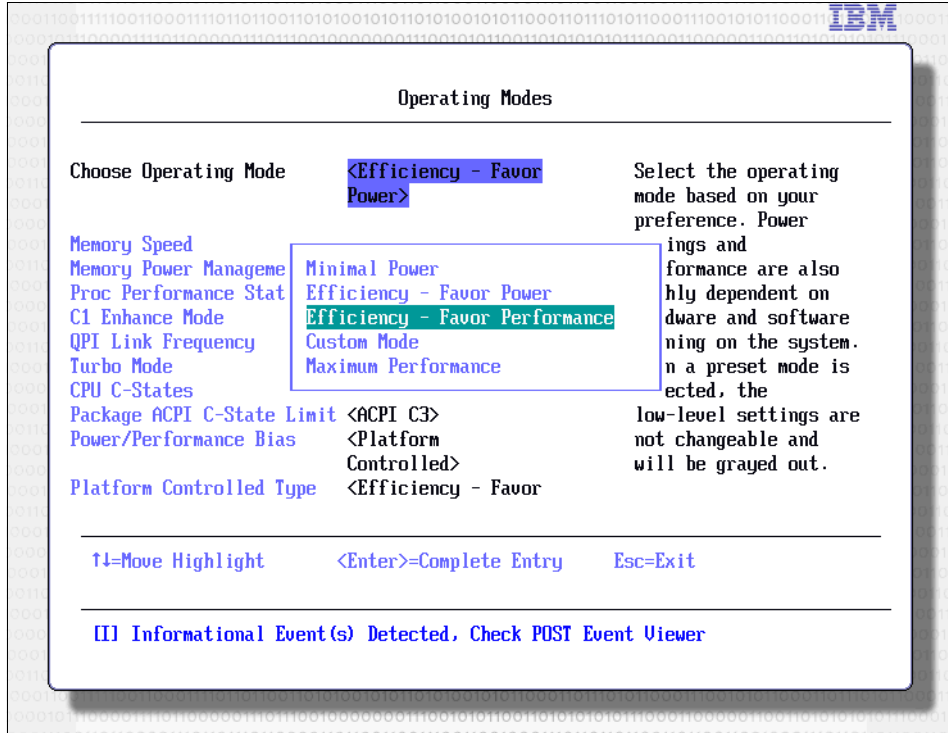 IBM
Operating Modes
Choose Operating Mode <Efficiency - Favor Select the operating
Power> mode based on your
preference. Power
Memory Speed ings and
Memory Power Manageme Minimal Power formance are also
Proc Performance Stat Efficiency - Favor Power hly dependent on
C1 Enhance Mode Efficiency - Favor Performance dware and software
QPI Link Frequency Custom Mode ning on the system.
Turbo Mode Maximum Performance n a preset mode is
CPU C-States ected, the
Package ACPI C-State Limit <ACPI C3> low-level settings are
Power/Performance Bias <Platform not changeable and
Controlled> will be grayed out.
Platform Controlled Type <Efficiency - Favor
↑↓=Move Highlight <Enter>=Complete Entry Esc=Exit
[I] Informational Event(s) Detected, Check POST Event Viewer